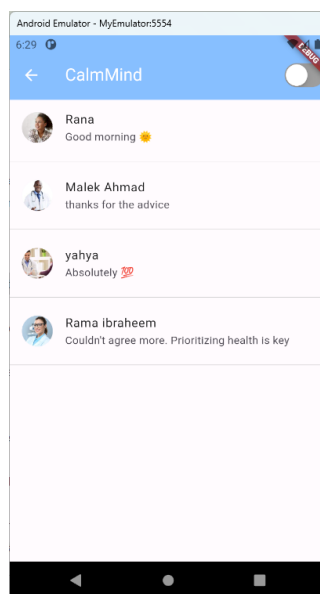 Android Emulator - MyEmulator:5554
6:29
DEBUG
CalmMind
Rana
Good morning 🌞
Malek Ahmad
thanks for the advice
yahya
Absolutely 💯
Rama ibraheem
Couldn't agree more. Prioritizing health is key